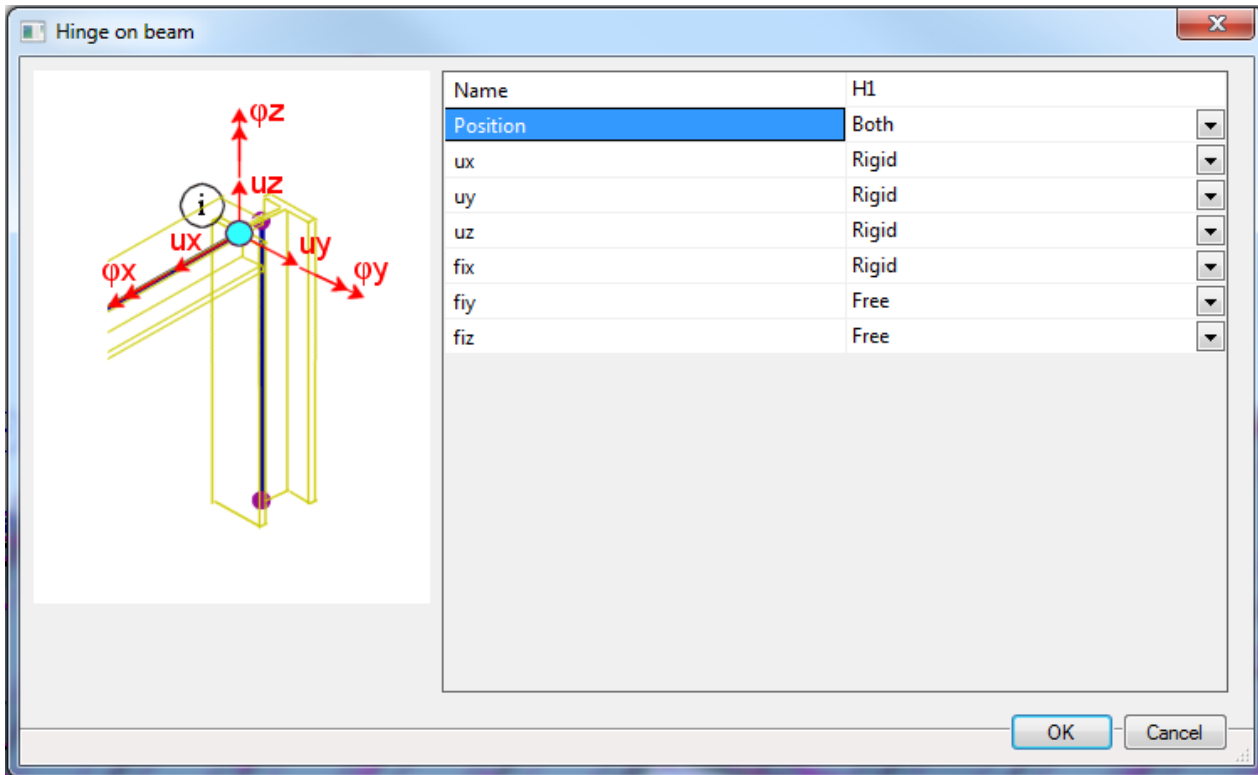 Hinge on beam
φz
uz
i
ux
uy
φx
φy
Name H1
Position Both
ux Rigid
uy Rigid
uz Rigid
fix Rigid
fiy Free
fiz Free
OK Cancel